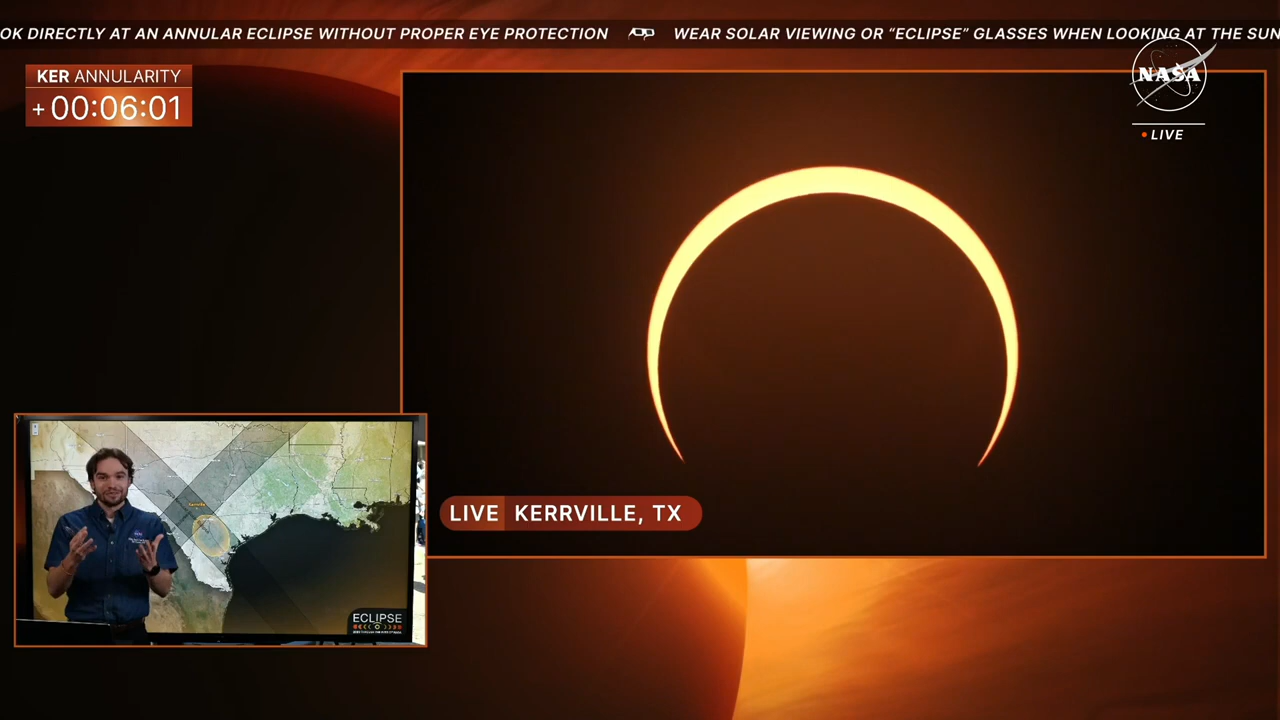 OK DIRECTLY AT AN ANNULAR ECLIPSE WITHOUT PROPER EYE PROTECTION WEAR SOLAR VIEWING OR “ECLIPSE” GLASSES WHEN LOOKING AT THE SUN
KER ANNULARITY
+ 00:06:01
NASA
LIVE
LIVE KERRVILLE, TX
Kerrville
ECLIPSE